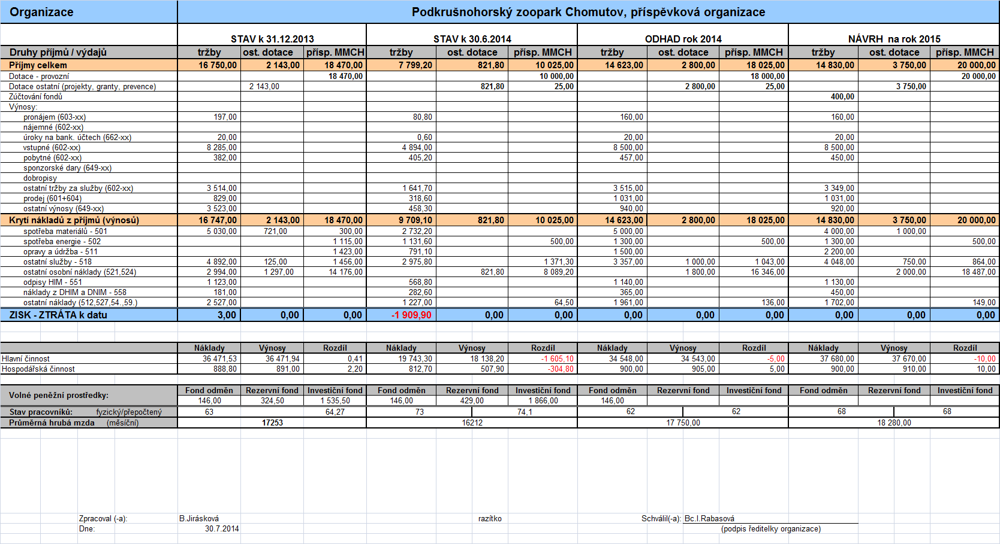 Organizace Podkrušnohorský zoopark Chomutov, příspěvková organizace
STAV k 31.12.2013 STAV k 30.6.2014 ODHAD rok 2014 NÁVRH na rok 2015
Druhy příjmů / výdajů tržby ost. dotace přísp. MMCH tržby ost. dotace přísp. MMCH tržby ost. dotace přísp. MMCH tržby ost. dotace přísp. MMCH
Příjmy celkem 16 750,00 2 143,00 18 470,00 7 799,20 821,80 10 025,00 14 623,00 2 800,00 18 025,00 14 830,00 3 750,00 20 000,00
Dotace - provozní 18 470,00 10 000,00 18 000,00 20 000,00
Dotace ostatní (projekty, granty, prevence) 2 143,00 821,80 25,00 2 800,00 25,00 3 750,00
Zúčtování fondů 400,00
Výnosy:
pronájem (603-xx) 197,00 80,80 160,00 160,00
nájemné (602-xx)
úroky na bank. účtech (662-xx) 20,00 0,60 20,00 20,00
vstupné (602-xx) 8 285,00 4 894,00 8 500,00 8 500,00
pobytné (602-xx) 382,00 405,20 457,00 450,00
sponzorské dary (649-xx)
dobropisy
ostatní tržby za služby (602-xx) 3 514,00 1 641,70 3 515,00 3 349,00
prodej (601+604) 829,00 318,60 1 031,00 1 031,00
ostatní výnosy (649-xx) 3 523,00 458,30 940,00 920,00
Krytí nákladů z příjmů (výnosů) 16 747,00 2 143,00 18 470,00 9 709,10 821,80 10 025,00 14 623,00 2 800,00 18 025,00 14 830,00 3 750,00 20 000,00
spotřeba materiálů - 501 5 030,00 721,00 300,00 2 732,20 5 000,00 4 000,00 1 000,00
spotřeba energie - 502 1 115,00 1 131,60 500,00 1 300,00 500,00 1 300,00 500,00
opravy a údržba - 511 1 423,00 791,10 1 500,00 2 200,00
ostatní služby - 518 4 892,00 125,00 1 456,00 2 975,80 1 371,30 3 357,00 1 000,00 1 043,00 4 048,00 750,00 864,00
ostatní osobní náklady (521,524) 2 994,00 1 297,00 14 176,00 821,80 8 089,20 1 800,00 16 346,00 2 000,00 18 487,00
odpisy HIM - 551 1 123,00 568,80 1 140,00 1 130,00
náklady z DHIM a DNIM - 558 181,00 282,60 365,00 450,00
ostatní náklady (512,527,54.,59.) 2 527,00 1 227,00 64,50 1 961,00 136,00 1 702,00 149,00
ZISK - ZTRÁTA k datu 3,00 0,00 0,00 -1 909,90 0,00 0,00 0,00 0,00 0,00 0,00 0,00 0,00
Náklady Výnosy Rozdíl Náklady Výnosy Rozdíl Náklady Výnosy Rozdíl Náklady Výnosy Rozdíl
Hlavní činnost 36 471,53 36 471,94 0,41 19 743,30 18 138,20 -1 605,10 34 548,00 34 543,00 -5,00 37 680,00 37 670,00 -10,00
Hospodářská činnost 888,80 891,00 2,20 812,70 507,90 -304,80 900,00 905,00 5,00 900,00 910,00 10,00
Volné peněžní prostředky: Fond odměn Rezervní fond Investiční fond Fond odměn Rezervní fond Investiční fond Fond odměn Rezervní fond Investiční fond Fond odměn Rezervní fond Investiční fond
146,00 324,50 1 535,50 146,00 429,00 1 866,00 146,00
Stav pracovníků: fyzický/přepočtený 63 64,27 73 74,1 62 62 68 68
Průměrná hrubá mzda (měsíční) 17253 16212 17 750,00 18 280,00
Zpracoval (-a): B.Jirásková razítko Schválil(-a): Bc.I.Rabasová
Dne: 30.7.2014 (podpis ředitelky organizace)